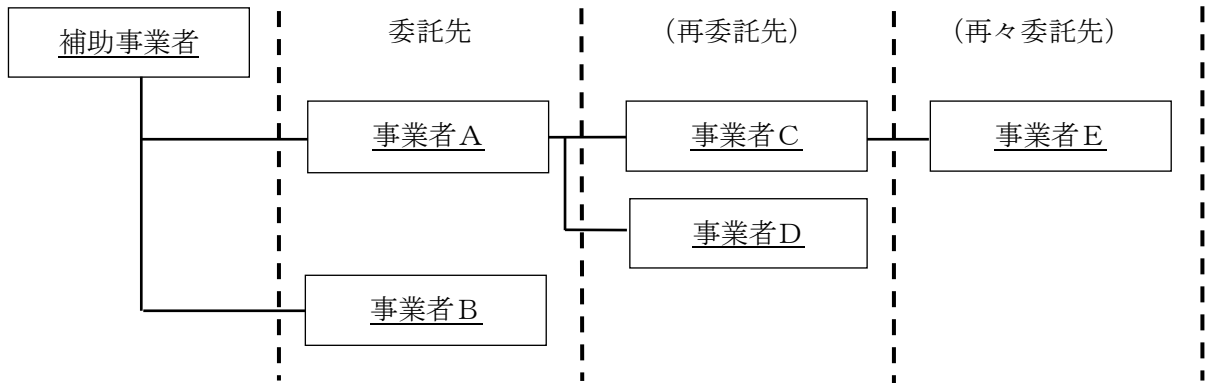 補助事業者
委託先
（再委託先）
（再々委託先）
事業者Ａ
事業者Ｃ
事業者Ｅ
事業者Ｄ
事業者Ｂ